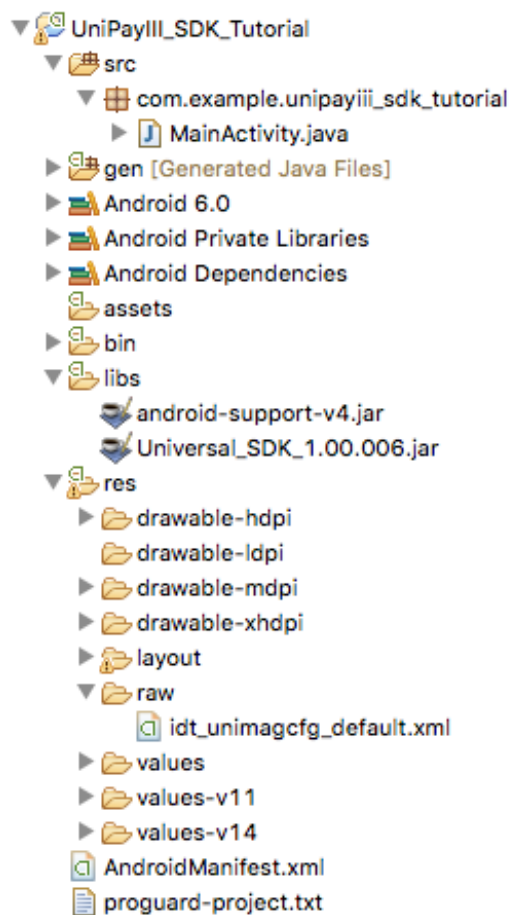 UniPayIII_SDK_Tutorial
src
com.example.unipayiii_sdk_tutorial
MainActivity.java
gen [Generated Java Files]
Android 6.0
Android Private Libraries
Android Dependencies
assets
bin
libs
android-support-v4.jar
Universal_SDK_1.00.006.jar
res
drawable-hdpi
drawable-ldpi
drawable-mdpi
drawable-xhdpi
layout
raw
idt_unimagcfg_default.xml
values
values-v11
values-v14
AndroidManifest.xml
proguard-project.txt